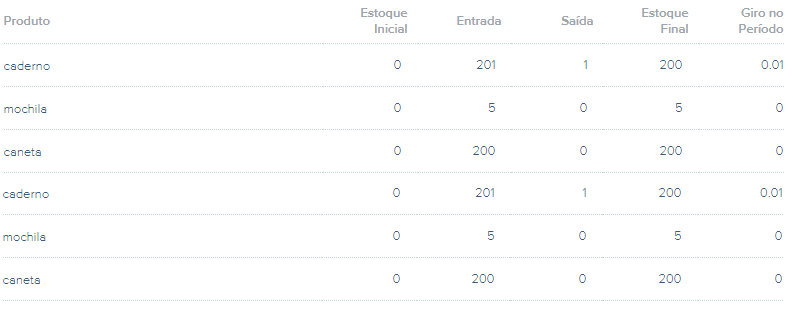 Produto Estoque Inicial Entrada Saída Estoque Final Giro no Período
caderno 0 201 1 200 0.01
mochila 0 5 0 5 0
caneta 0 200 0 200 0
caderno 0 201 1 200 0.01
mochila 0 5 0 5 0
caneta 0 200 0 200 0